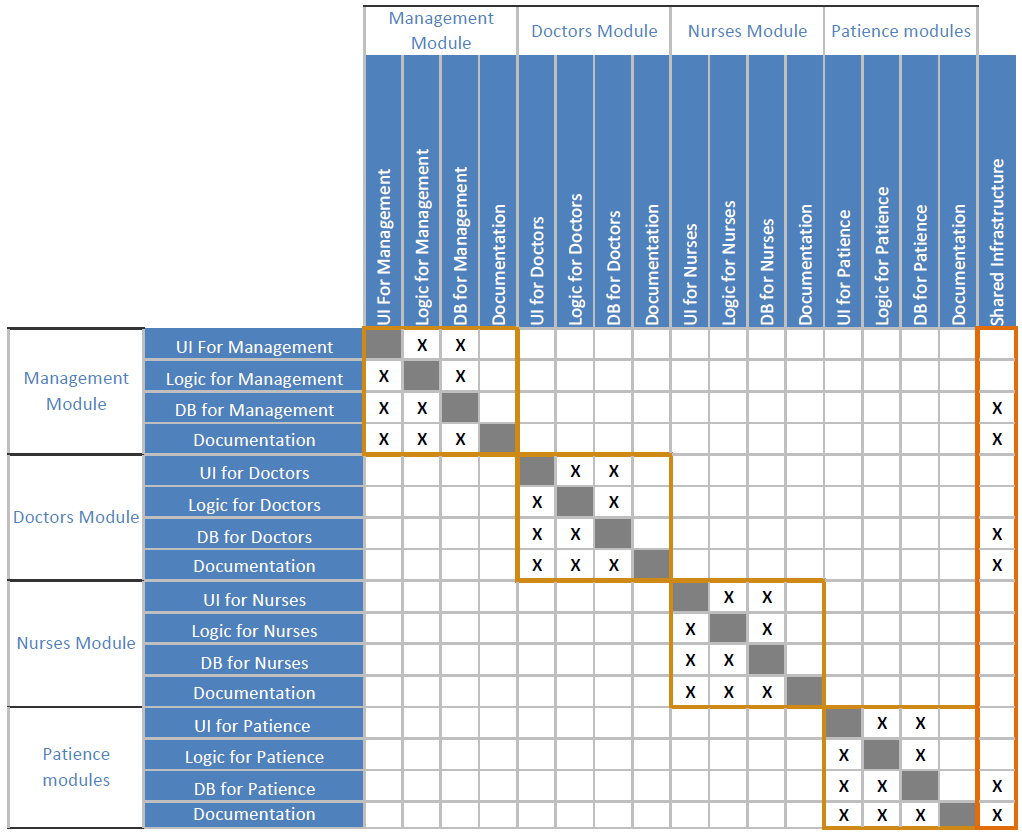 Management
Module
Doctors Module
Nurses Module
Patience modules
UI For Management
Logic for Management
DB for Management
Documentation
UI for Doctors
Logic for Doctors
DB for Doctors
Documentation
UI for Nurses
Logic for Nurses
DB for Nurses
Documentation
UI for Patience
Logic for Patience
DB for Patience
Documentation
Shared Infrastructure
Management
Module
UI For Management X X
Logic for Management X X
DB for Management X X X
Documentation X X X X
Doctors Module
UI for Doctors X X
Logic for Doctors X X
DB for Doctors X X X
Documentation X X X X
Nurses Module
UI for Nurses X X
Logic for Nurses X X
DB for Nurses X X
Documentation X X X
Patience
modules
UI for Patience X X
Logic for Patience X X
DB for Patience X X X
Documentation X X X X